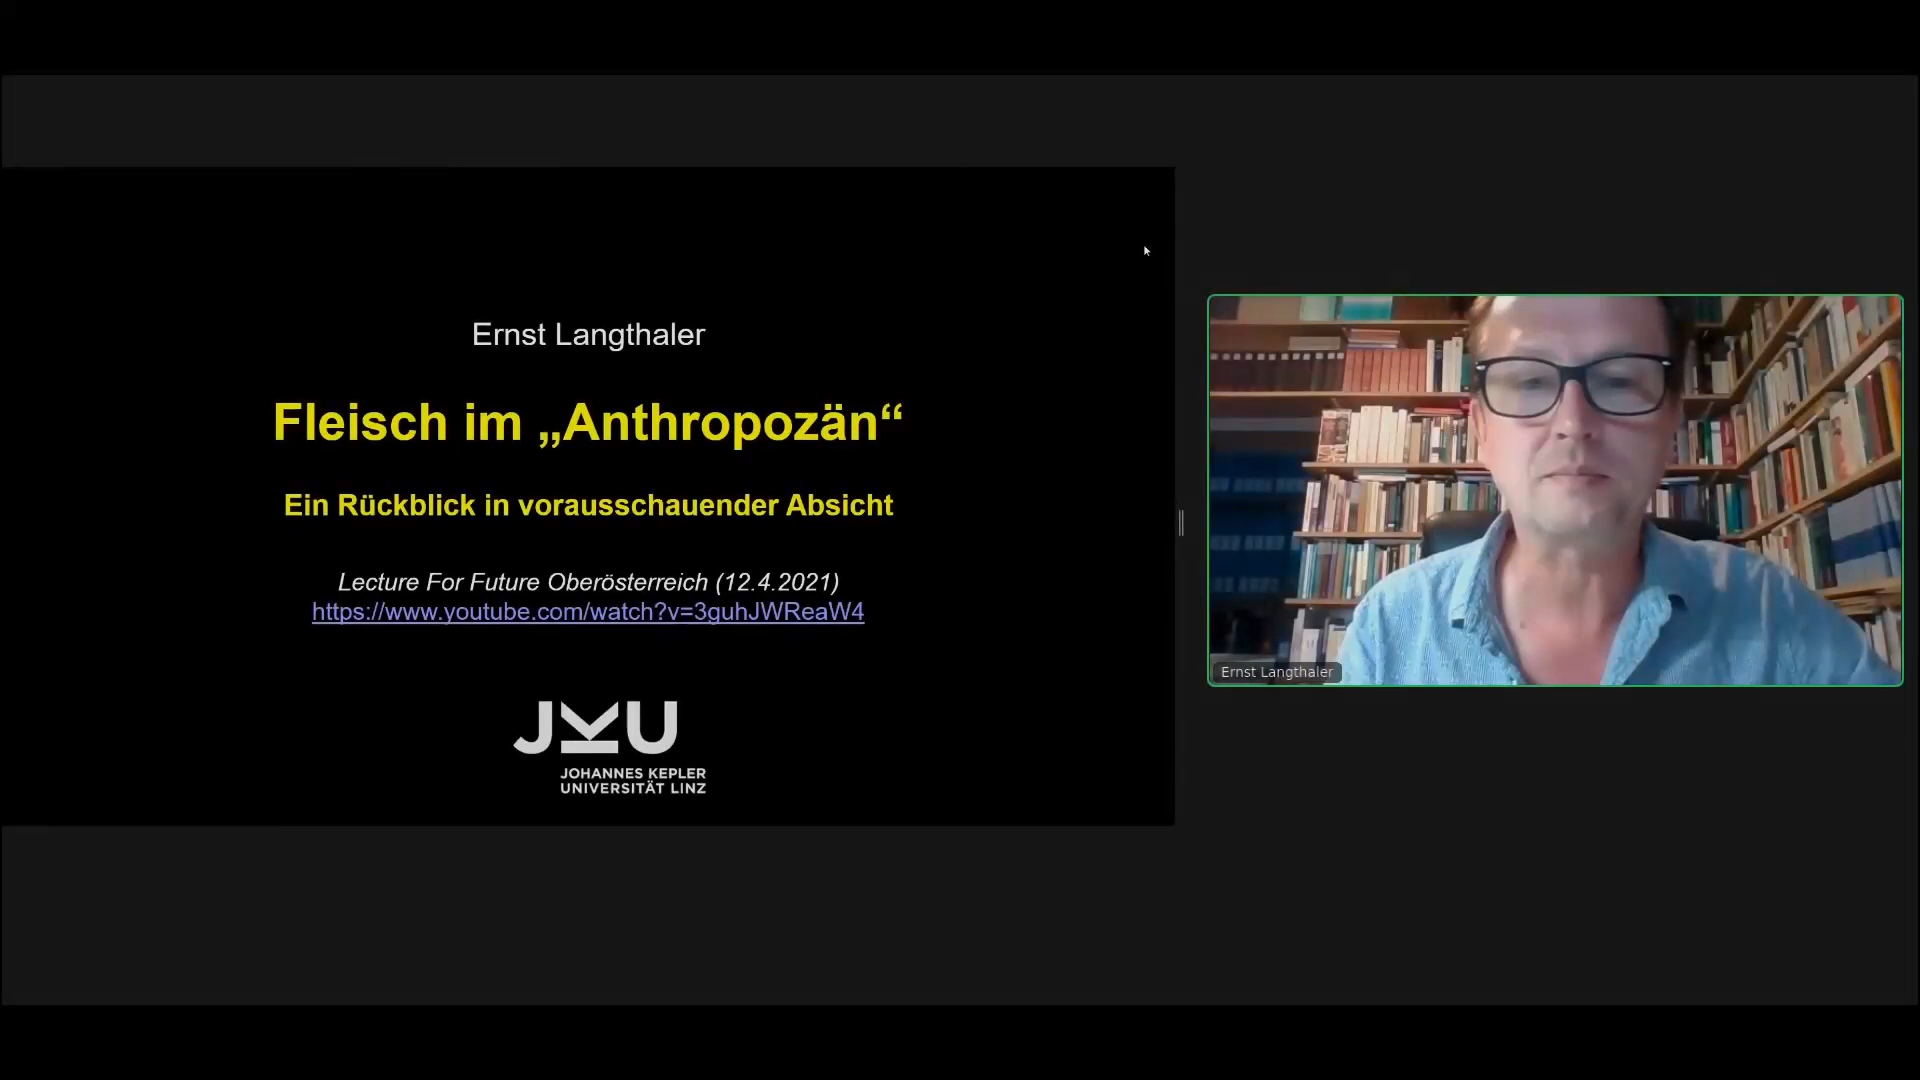 Ernst Langthaler
Fleisch im „Anthropozän“
Ein Rückblick in vorausschauender Absicht
Lecture For Future Oberösterreich (12.4.2021)
https://www.youtube.com/watch?v=3guhJWReaW4
JKU
JOHANNES KEPLER
UNIVERSITÄT LINZ
Ernst Langthaler